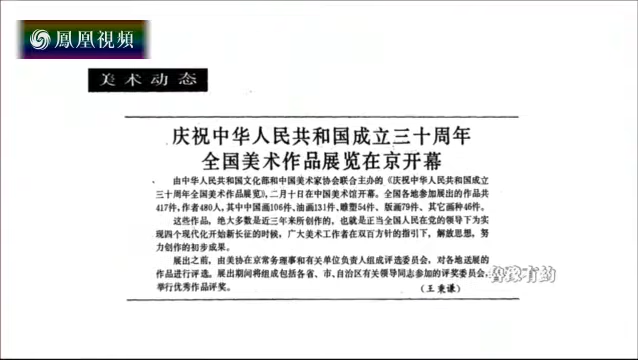 鳳凰視頻
美术动态
庆祝中华人民共和国成立三十周年
全国美术作品展览在京开幕
由中华人民共和国文化部和中国美术家协会联合主办的《庆祝中华人民共和国成立
三十周年全国美术作品展览》，二月十日在中国美术馆开幕。全国各地参加展出的作品共
417件，作者480人，其中中国画106件、油画131件、雕塑54件、版画79件、其它画种46件。
这些作品，绝大多数是近三年来所创作的，也就是正当全国人民在党的领导下为实
现四个现代化开始新长征的时候，广大美术工作者在双百方针的指引下，解放思想，努
力创作的初步成果。
展出之前，由美协在京常务理事和有关单位负责人组成评选委员会，对各地送展的
作品进行评选。展出期间将组成包括各省、市、自治区有关领导同志参加的评奖委员会，
举行优秀作品评奖。
（王秉谦）
鲁豫有约